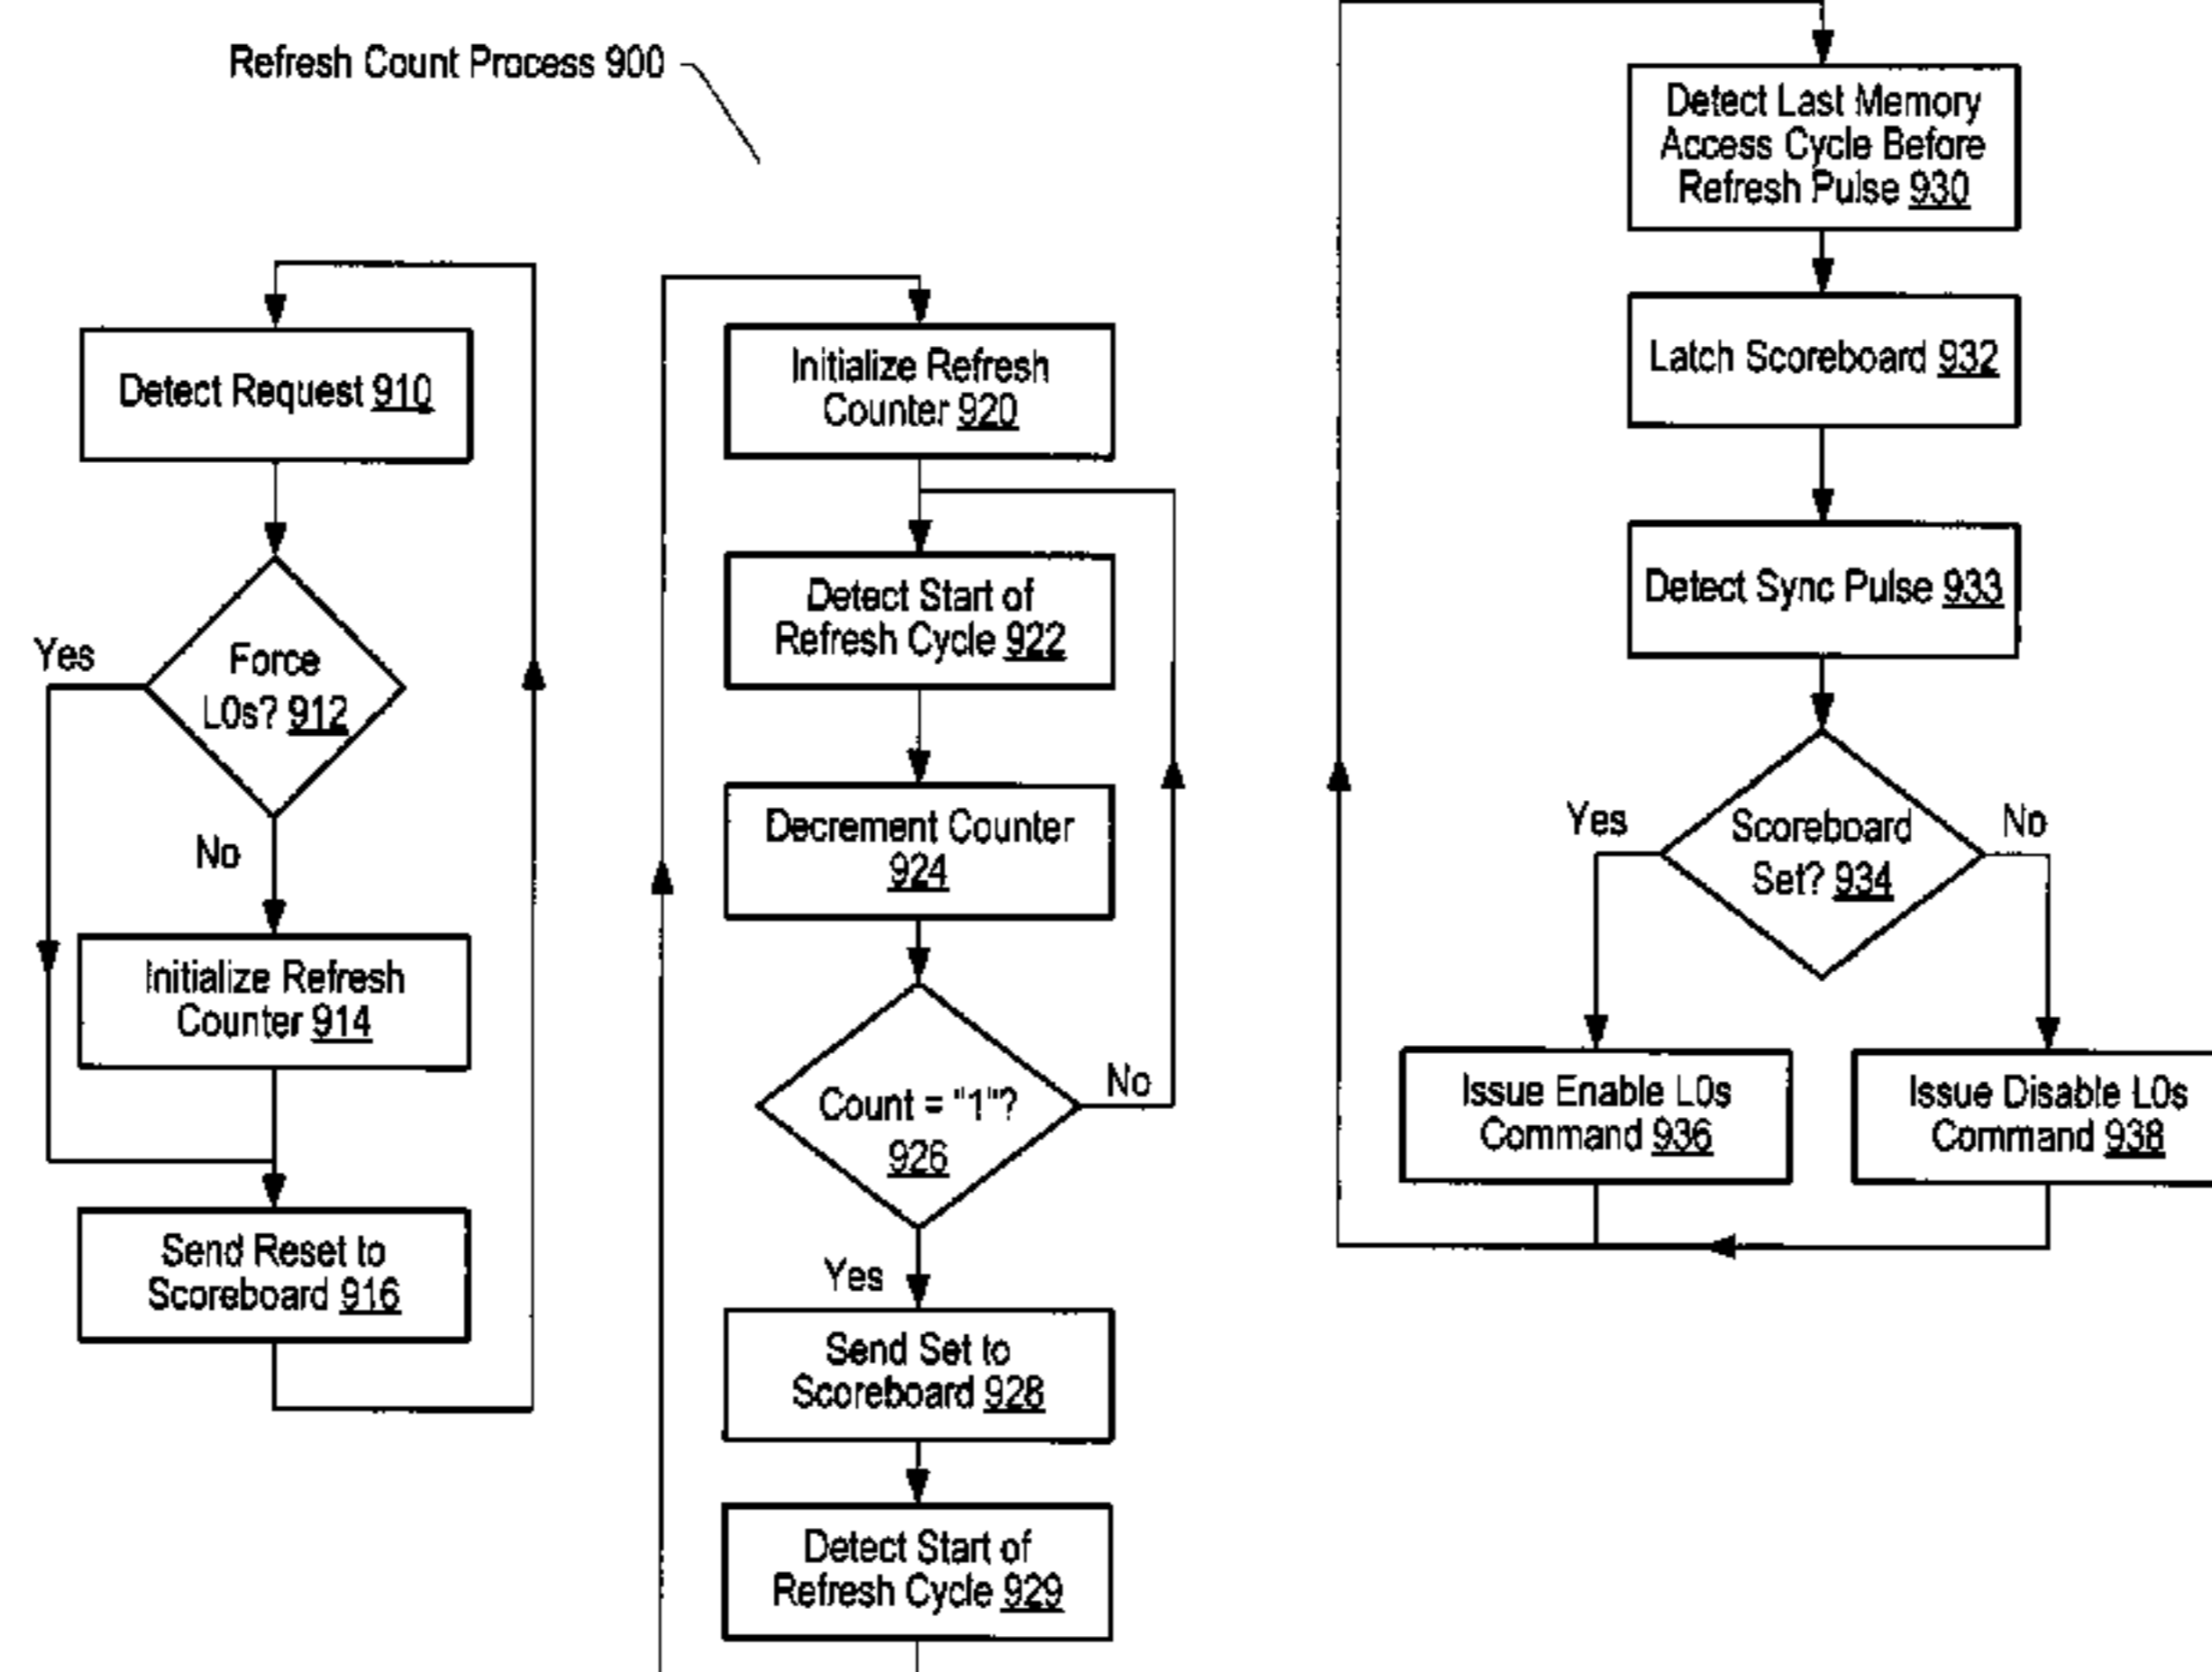 Refresh Count Process 900
Detect Request 910
Yes
Force
L0s? 912
No
Initialize Refresh
Counter 914
Send Reset to
Scoreboard 916
Initialize Refresh
Counter 920
Detect Start of
Refresh Cycle 922
Decrement Counter
924
Count = "1"?
926
No
Yes
Send Set to
Scoreboard 928
Detect Start of
Refresh Cycle 929
Detect Last Memory
Access Cycle Before
Refresh Pulse 930
Latch Scoreboard 932
Detect Sync Pulse 933
Yes
Scoreboard
Set? 934
No
Issue Enable L0s
Command 936
Issue Disable L0s
Command 938